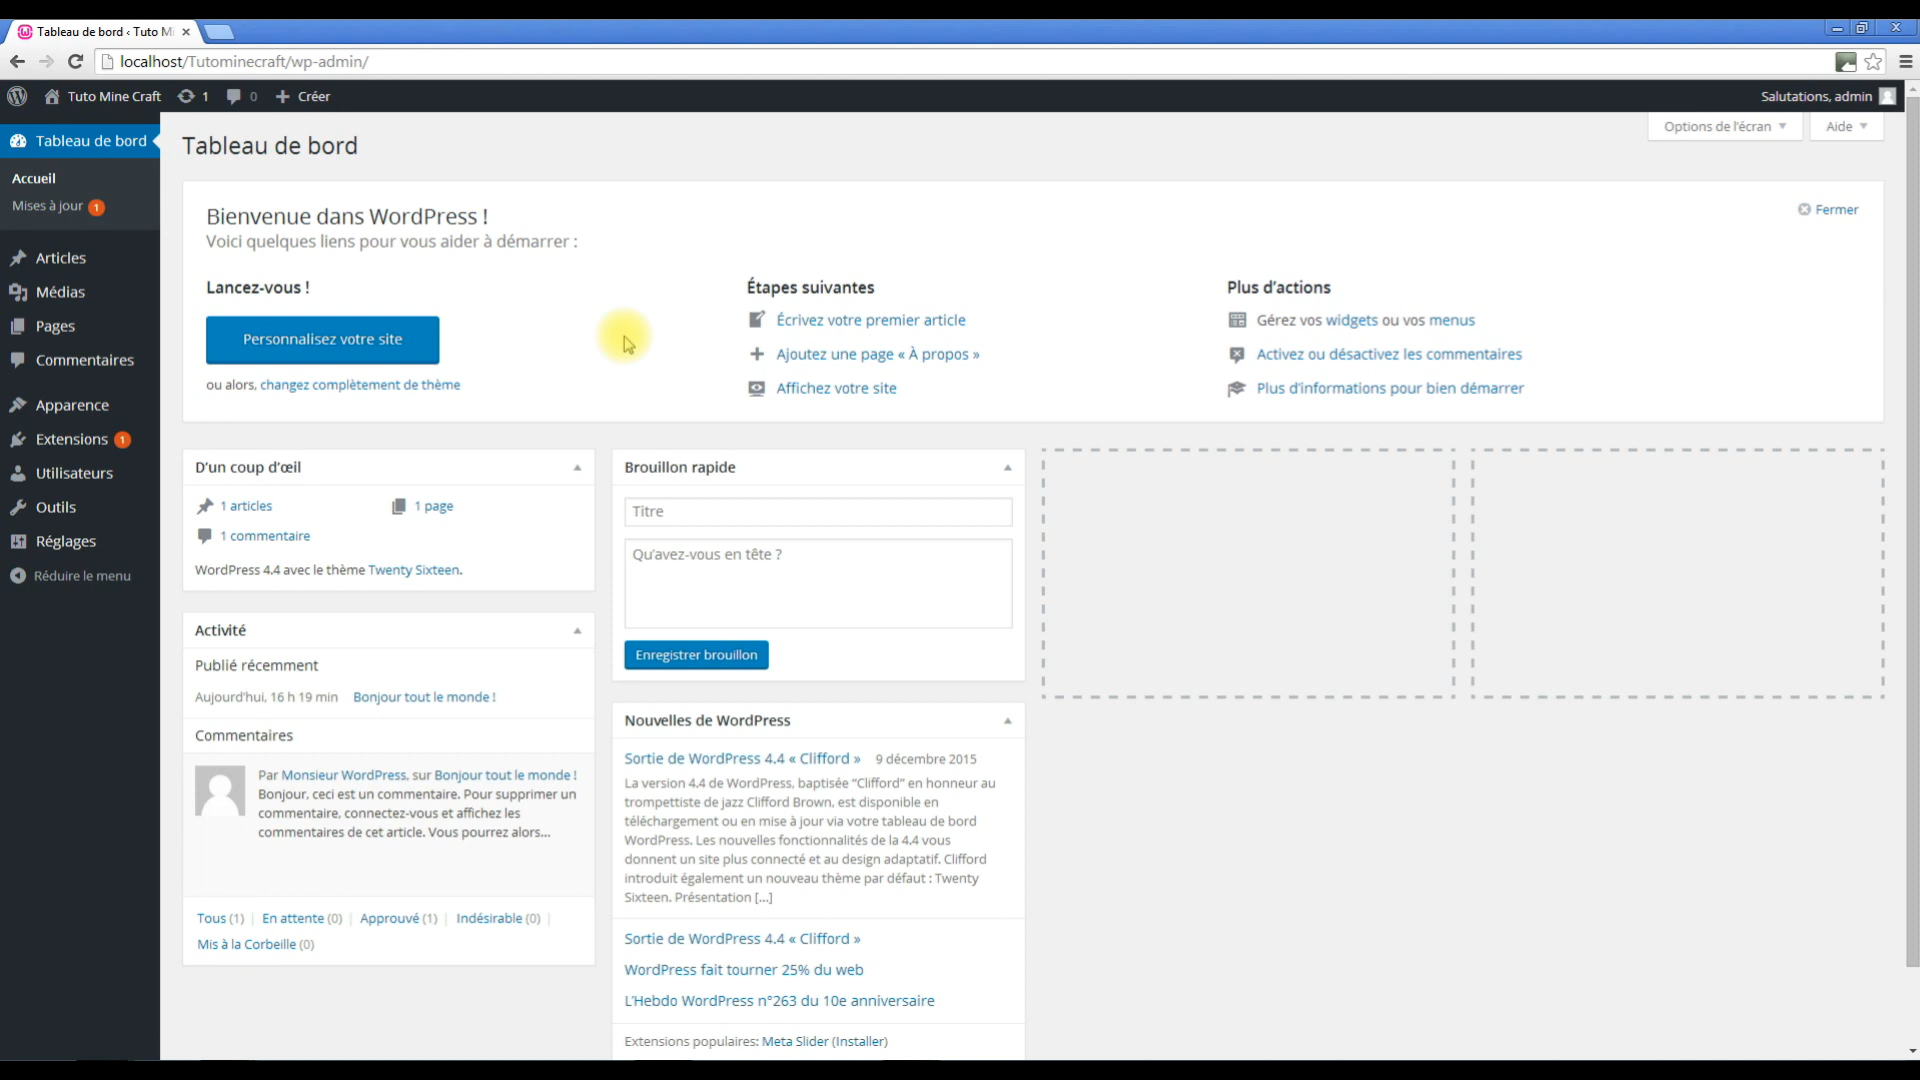 Tableau de bord ‹ Tuto Mi
localhost/Tutominecraft/wp-admin/
Tuto Mine Craft
1
0
Créer
Salutations, admin
Tableau de bord
Accueil
Mises à jour 1
Articles
Médias
Pages
Commentaires
Apparence
Extensions 1
Utilisateurs
Outils
Réglages
Réduire le menu
Tableau de bord
Options de l'écran
Aide
Bienvenue dans WordPress !
Voici quelques liens pour vous aider à démarrer :
Fermer
Lancez-vous !
Personnalisez votre site
ou alors, changez complètement de thème
Étapes suivantes
Écrivez votre premier article
Ajoutez une page « À propos »
Affichez votre site
Plus d'actions
Gérez vos widgets ou vos menus
Activez ou désactivez les commentaires
Plus d'informations pour bien démarrer
D'un coup d'œil
1 articles
1 page
1 commentaire
WordPress 4.4 avec le thème Twenty Sixteen.
Activité
Publié récemment
Aujourd'hui, 16 h 19 min Bonjour tout le monde !
Commentaires
Par Monsieur WordPress, sur Bonjour tout le monde !
Bonjour, ceci est un commentaire. Pour supprimer un
commentaire, connectez-vous et affichez les
commentaires de cet article. Vous pourrez alors…
Tous (1) | En attente (0) | Approuvé (1) | Indésirable (0) |
Mis à la Corbeille (0)
Brouillon rapide
Titre
Qu'avez-vous en tête ?
Enregistrer brouillon
Nouvelles de WordPress
Sortie de WordPress 4.4 « Clifford » 9 décembre 2015
La version 4.4 de WordPress, baptisée “Clifford” en honneur au
trompettiste de jazz Clifford Brown, est disponible en
téléchargement ou en mise à jour via votre tableau de bord
WordPress. Les nouvelles fonctionnalités de la 4.4 vous
donnent un site plus connecté et au design adaptatif. Clifford
introduit également un nouveau thème par défaut : Twenty
Sixteen. Présentation […]
Sortie de WordPress 4.4 « Clifford »
WordPress fait tourner 25% du web
L'Hebdo WordPress n°263 du 10e anniversaire
Extensions populaires: Meta Slider (Installer)